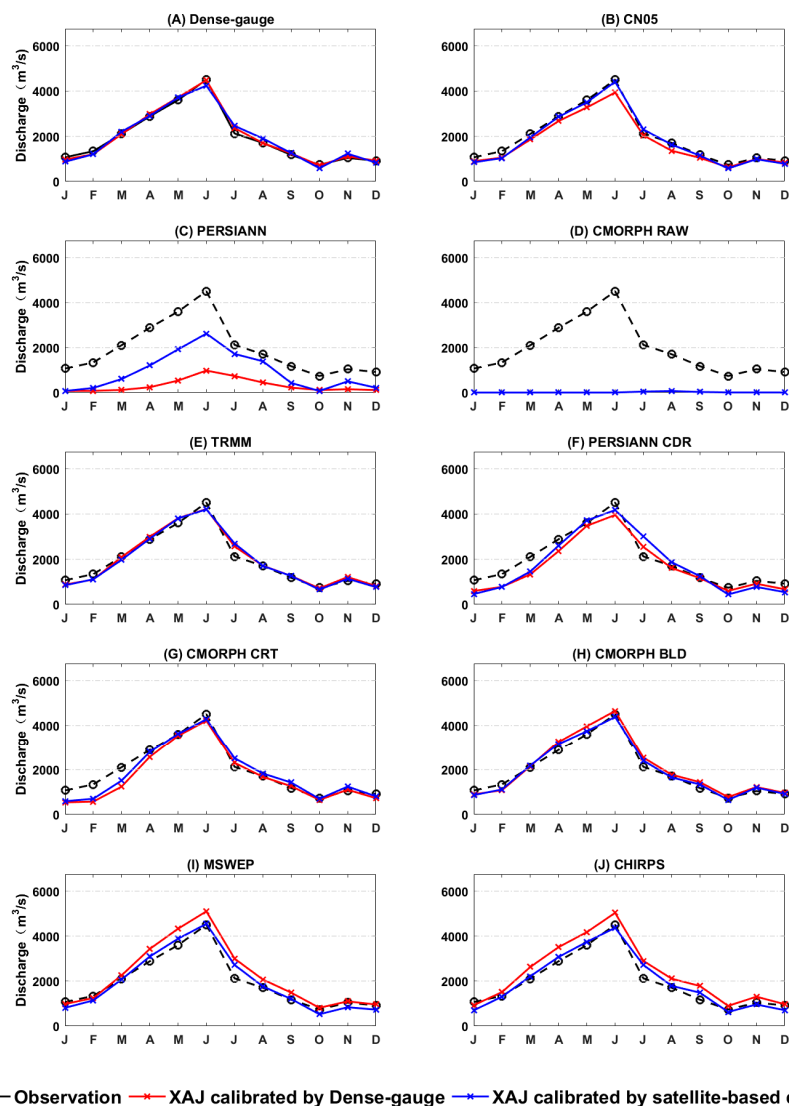 (A) Dense-gauge
Discharge（m³/s)
6000
4000
2000
0
J F M A M J J A S O N D
(B) CN05
6000
4000
2000
0
J F M A M J J A S O N D
(C) PERSIANN
Discharge（m³/s)
6000
4000
2000
0
J F M A M J J A S O N D
(D) CMORPH RAW
6000
4000
2000
0
J F M A M J J A S O N D
(E) TRMM
Discharge（m³/s)
6000
4000
2000
0
J F M A M J J A S O N D
(F) PERSIANN CDR
6000
4000
2000
0
J F M A M J J A S O N D
(G) CMORPH CRT
Discharge（m³/s)
6000
4000
2000
0
J F M A M J J A S O N D
(H) CMORPH BLD
6000
4000
2000
0
J F M A M J J A S O N D
(I) MSWEP
Discharge（m³/s)
6000
4000
2000
0
J F M A M J J A S O N D
(J) CHIRPS
6000
4000
2000
0
J F M A M J J A S O N D
Observation XAJ calibrated by Dense-gauge XAJ calibrated by satellite-based